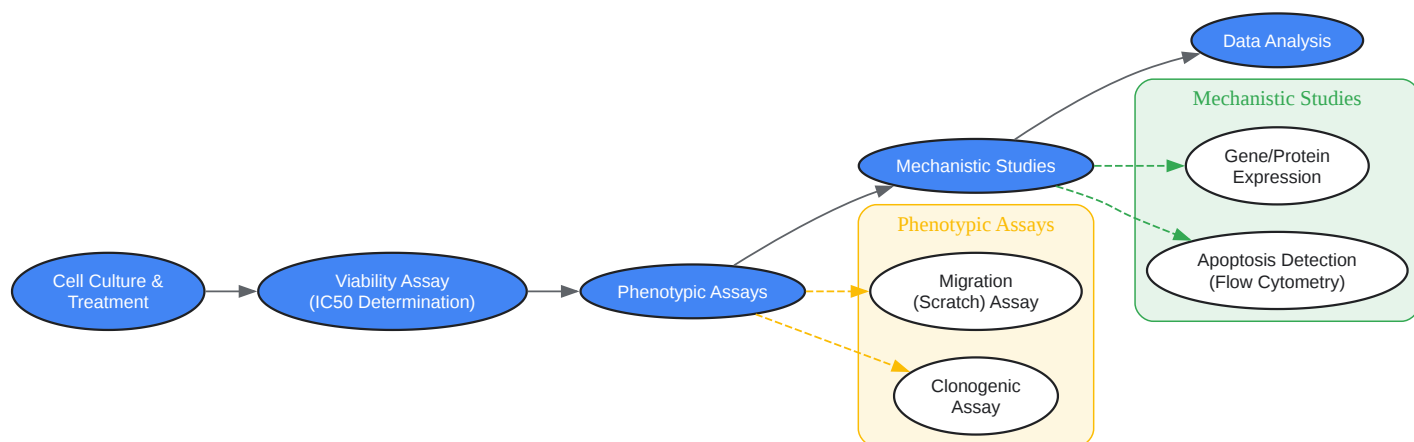 Cell Culture &
Treatment
Viability Assay
(IC50 Determination)
Phenotypic Assays
Phenotypic Assays
Migration
(Scratch) Assay
Clonogenic
Assay
Mechanistic Studies
Data Analysis
Mechanistic Studies
Gene/Protein
Expression
Apoptosis Detection
(Flow Cytometry)